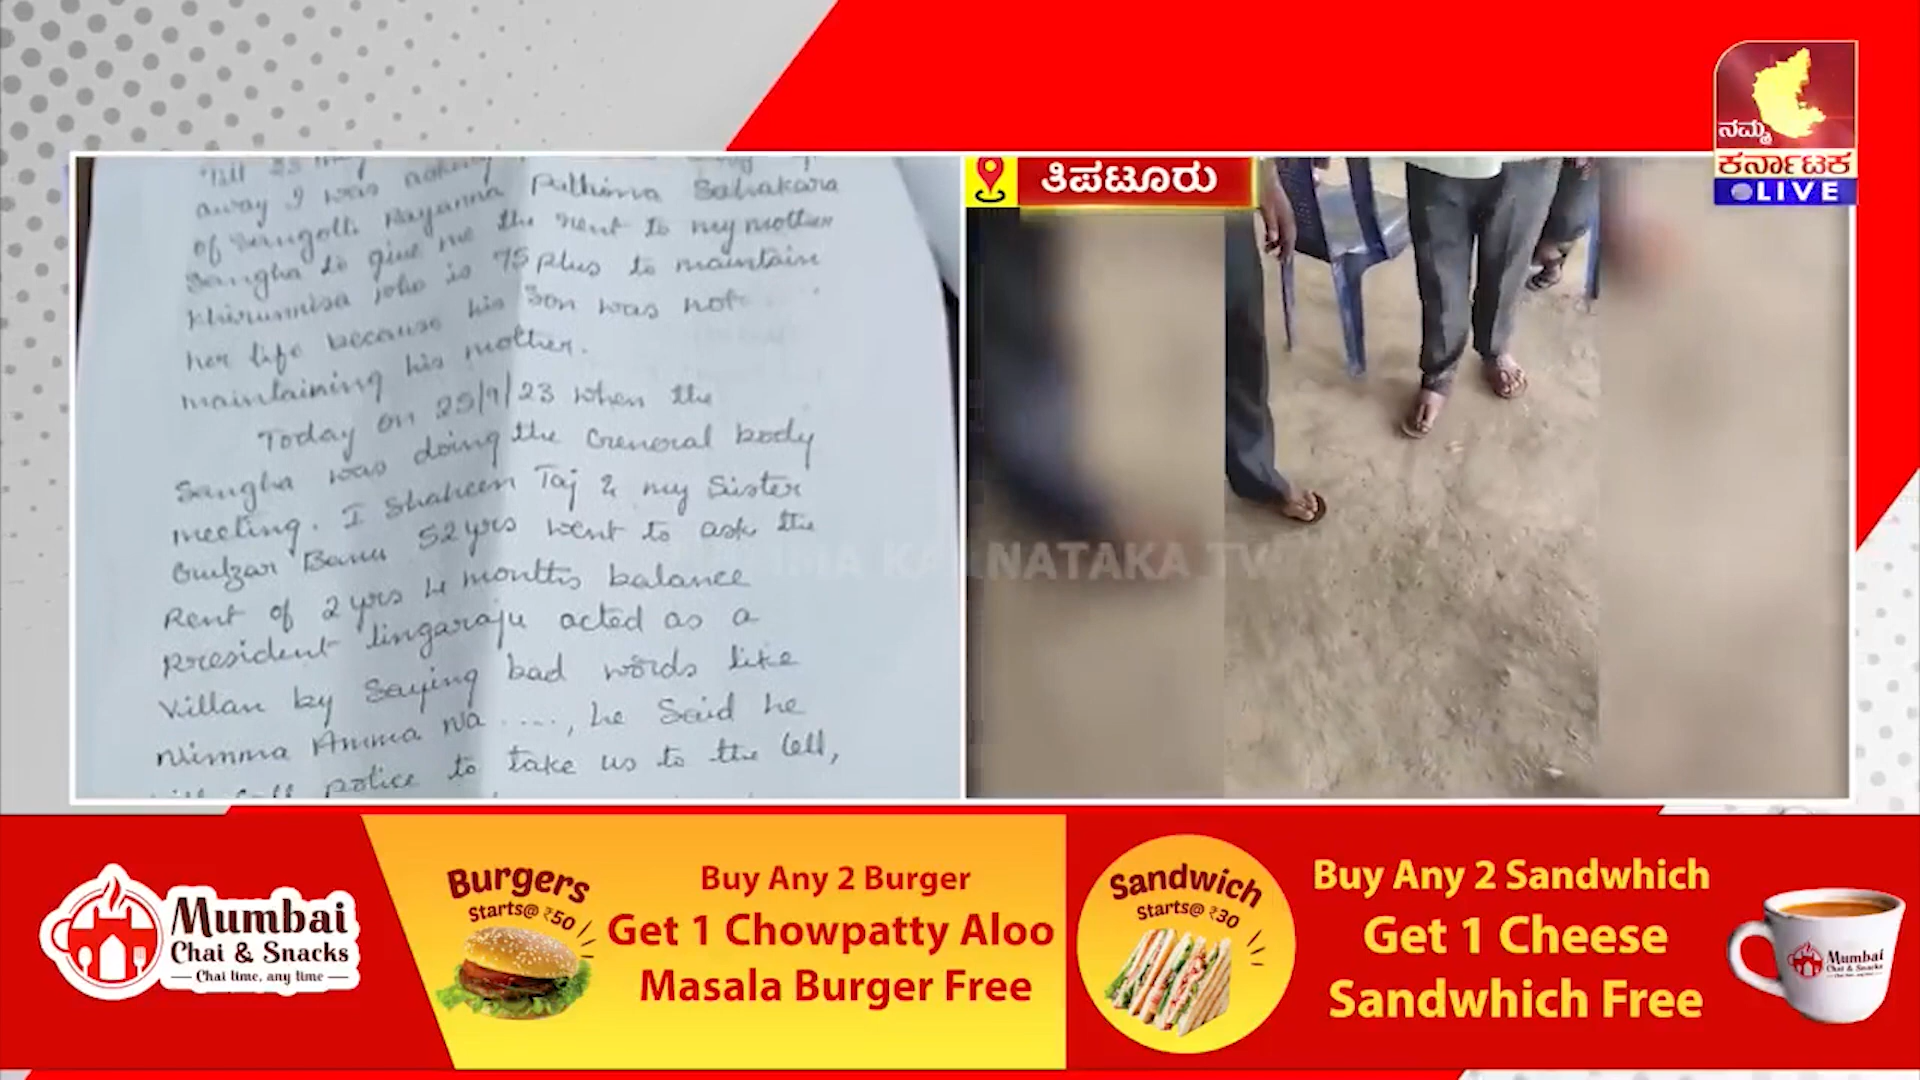 ನಮ್ಮ
ಕರ್ನಾಟಕ
LIVE
ತಿಪಟೂರು
away I was asking
of Sangolli Rayanna Pathina Sahakara
Sangha to give me the rent to my mother
Khirunnisa who is 75 plus to maintain
her life because his Son was not
maintaining his mother.
Today on 25/9/23 when the
Sangha was doing the General body
meeting. I Shaheen Taj & my Sister
Gulzar Banu 52 yrs went to ask the
Rent of 2 yrs 4 months balance
President lingaraju acted as a
Villan by Saying bad words like
Nimma Amma Na ...., he Said he
will call police to take us to the Cell,
NAMMA KARNATAKA TV
Mumbai
Chai & Snacks
Chai time, any time
Burgers
Starts@ ₹50
Buy Any 2 Burger
Get 1 Chowpatty Aloo
Masala Burger Free
Sandwich
Starts@ ₹30
Buy Any 2 Sandwhich
Get 1 Cheese
Sandwhich Free
Mumbai
Chai & Snacks